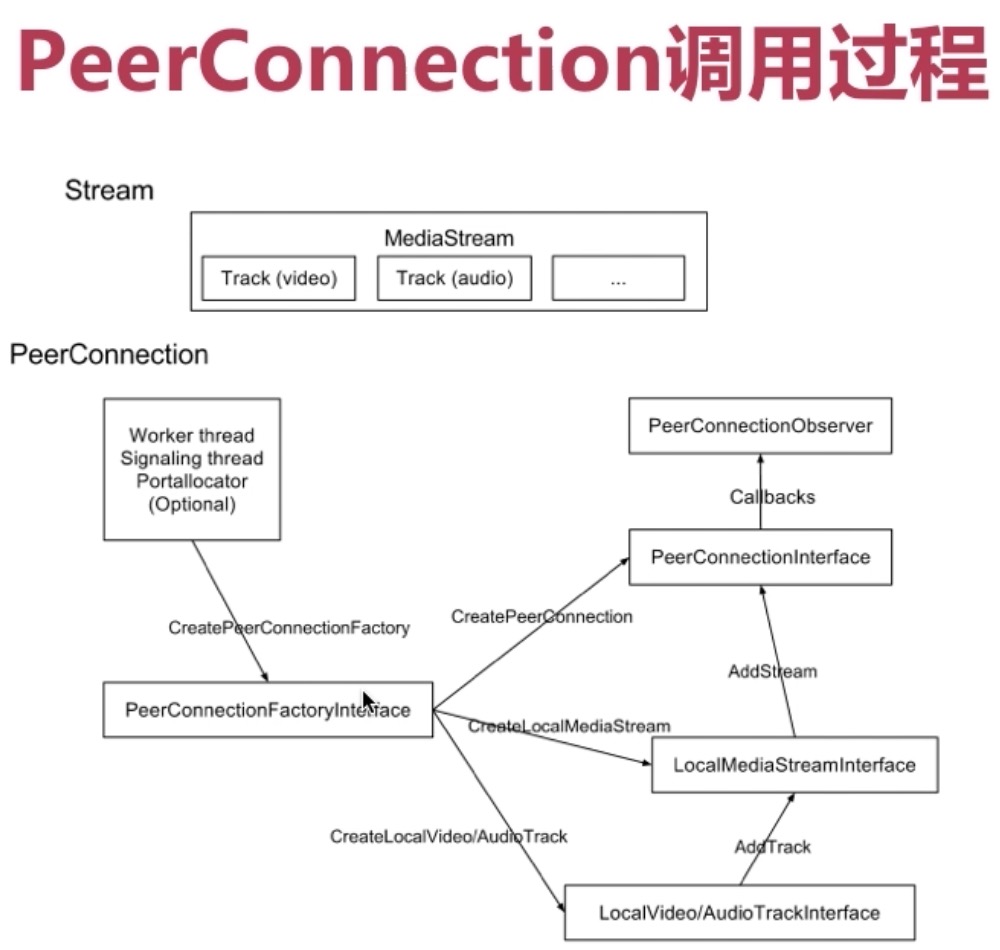 PeerConnection调用过程
Stream
MediaStream
Track (video)
Track (audio)
...
PeerConnection
Worker thread
Signaling thread
Portallocator
(Optional)
PeerConnectionObserver
Callbacks
PeerConnectionInterface
CreatePeerConnection
CreatePeerConnectionFactory
AddStream
PeerConnectionFactoryInterface
CreateLocalMediaStream
LocalMediaStreamInterface
CreateLocalVideo/AudioTrack
AddTrack
LocalVideo/AudioTrackInterface